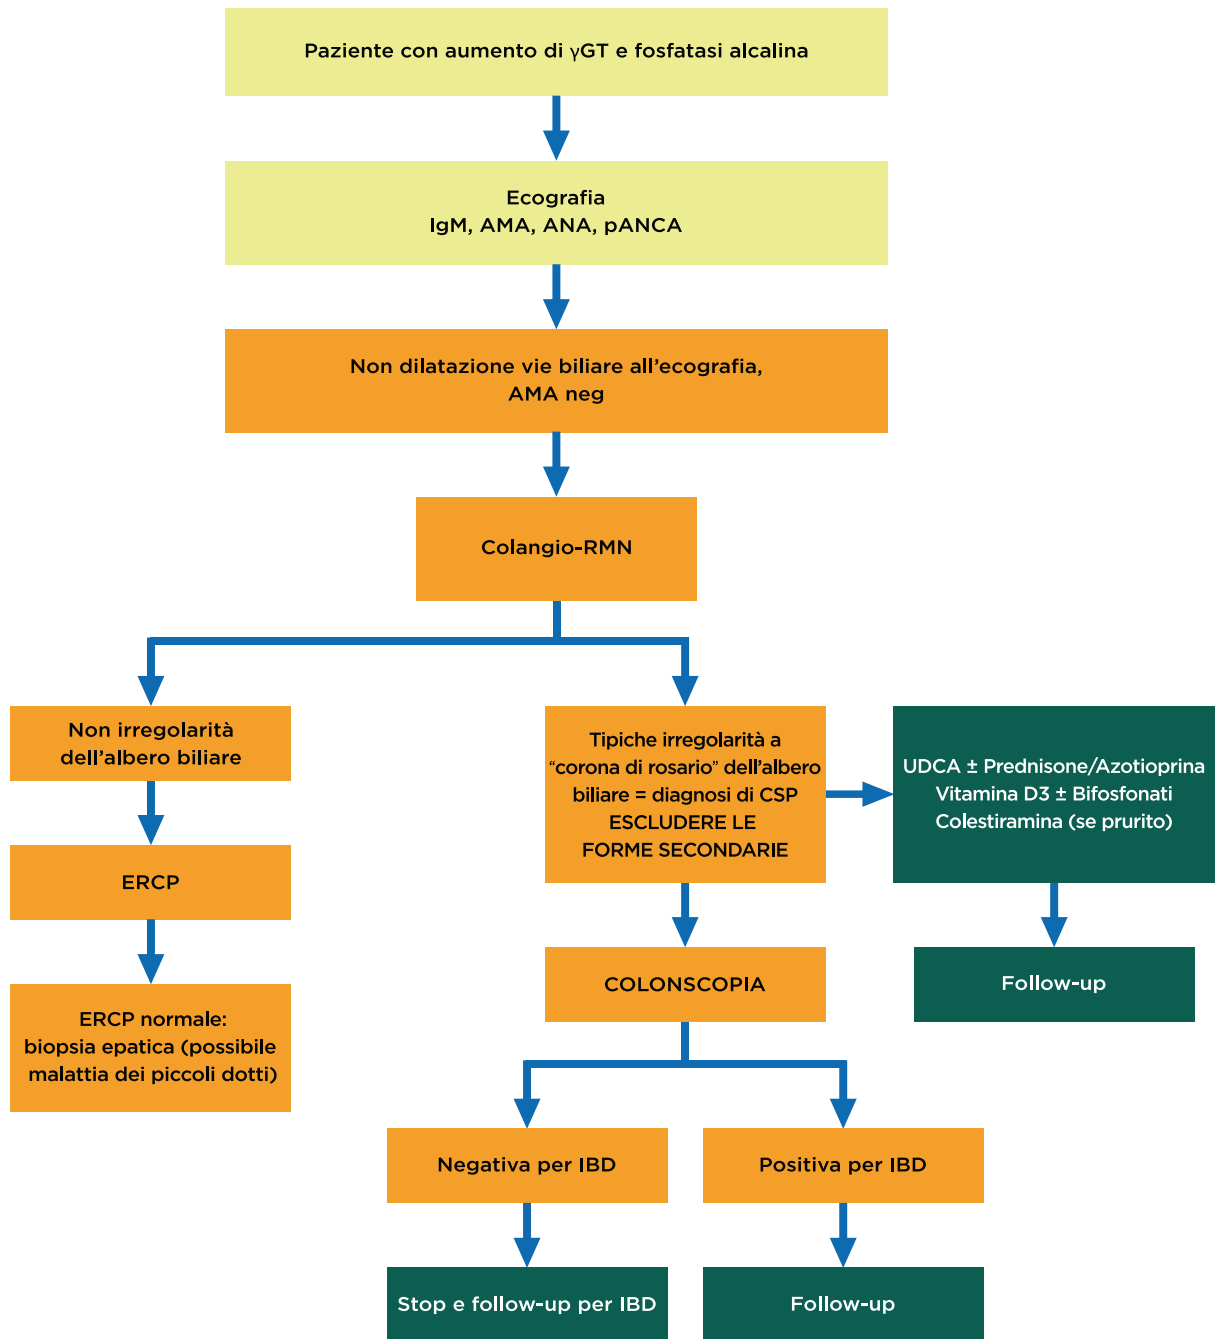 Paziente con aumento di γGT e fosfatasi alcalina
Ecografia
IgM, AMA, ANA, pANCA
Non dilatazione vie biliare all’ecografia,
AMA neg
Colangio-RMN
Non irregolarità
dell’albero biliare
ERCP
ERCP normale:
biopsia epatica (possibile
malattia dei piccoli dotti)
Tipiche irregolarità a
“corona di rosario” dell’albero
biliare = diagnosi di CSP
ESCLUDERE LE
FORME SECONDARIE
UDCA ± Prednisone/Azotioprina
Vitamina D3 ± Bifosfonati
Colestiramina (se prurito)
Follow-up
COLONSCOPIA
Negativa per IBD
Positiva per IBD
Stop e follow-up per IBD
Follow-up